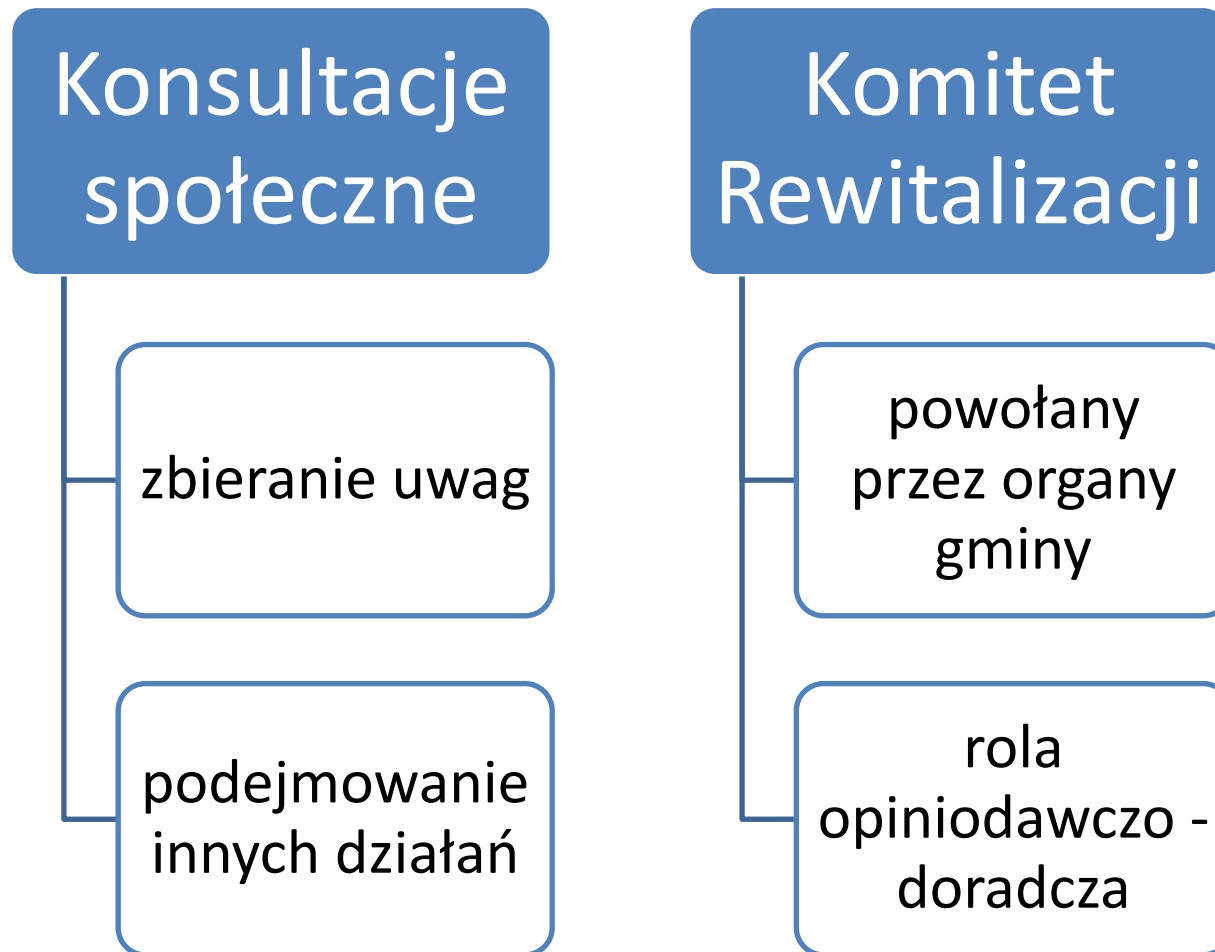 Konsultacje
społeczne
zbieranie uwag
podejmowanie
innych działań
Komitet
Rewitalizacji
powołany
przez organy
gminy
rola
opiniodawczo -
doradcza